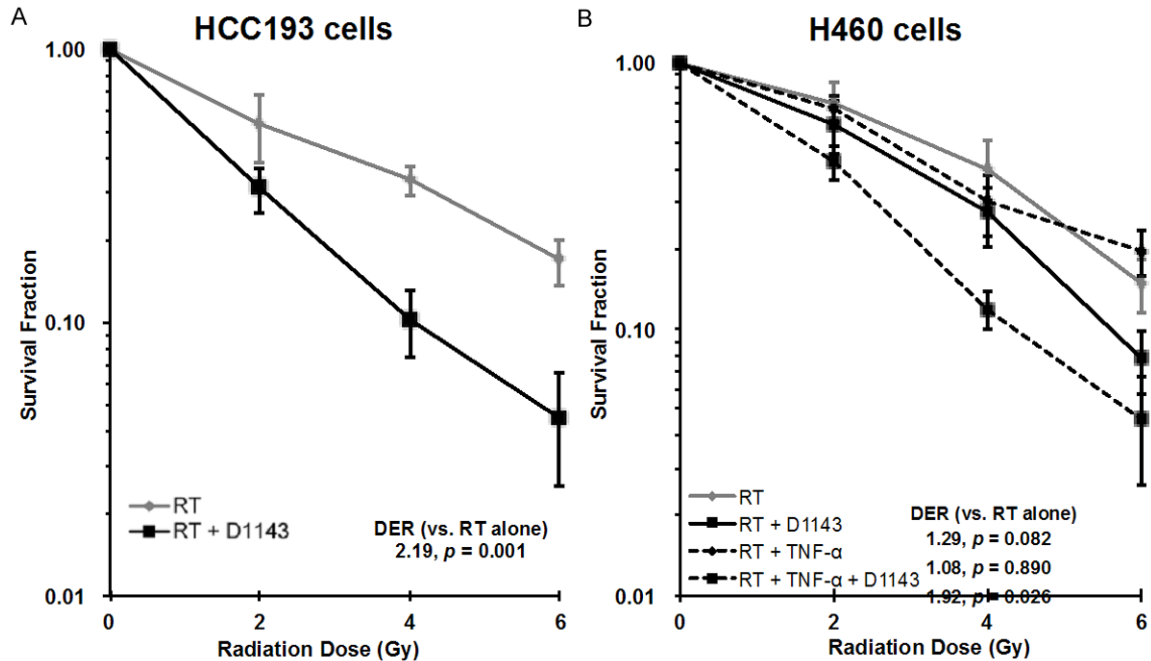 A
HCC193 cells
1.00
0.10
0.01
Survival Fraction
0 2 4 6
Radiation Dose (Gy)
RT
RT + D1143
DER (vs. RT alone)
2.19, p = 0.001
B
H460 cells
1.00
0.10
0.01
Survival Fraction
0 2 4 6
Radiation Dose (Gy)
RT
RT + D1143
RT + TNF-α
RT + TNF-α + D1143
DER (vs. RT alone)
1.29, p = 0.082
1.08, p = 0.890
1.92, p = 0.026